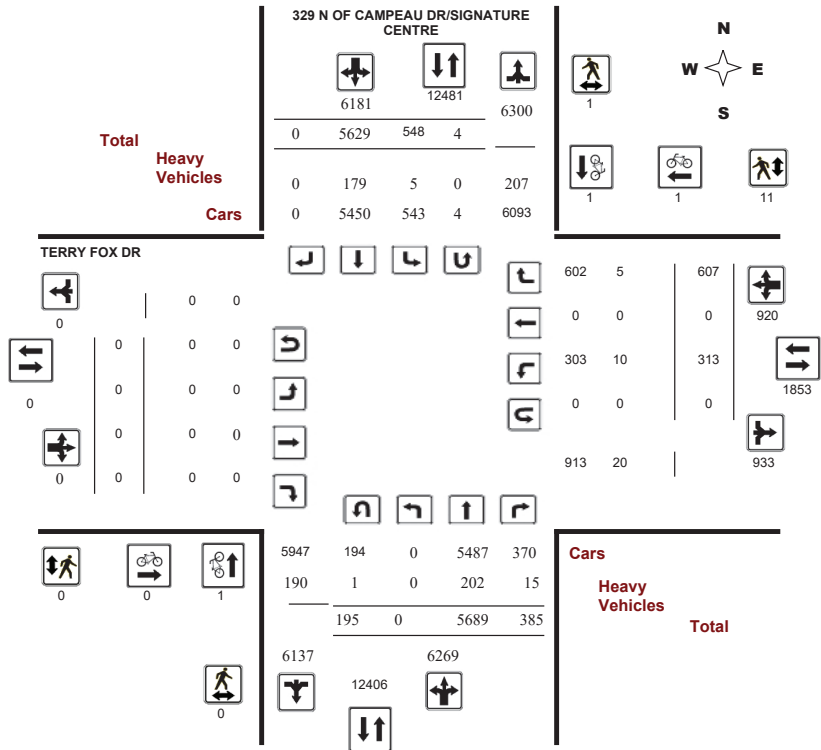 329 N OF CAMPEAU DR/SIGNATURE
CENTRE
N
W E
S
6181
12481
6300
1
Total
0 5629 548 4
Heavy
Vehicles
0 179 5 0 207
1 1 11
Cars
0 5450 543 4 6093
TERRY FOX DR
602 5 607
0 0 0
0
0 0 0
0 0 0
920
0 0 0
303 10 313
0
1853
0 0 0
0 0 0
0 0 0
0
913 20 933
5947 194 0 5487 370
Cars
190 1 0 202 15
Heavy
Vehicles
0 0 1
195 0 5689 385
Total
6137 6269
12406
0